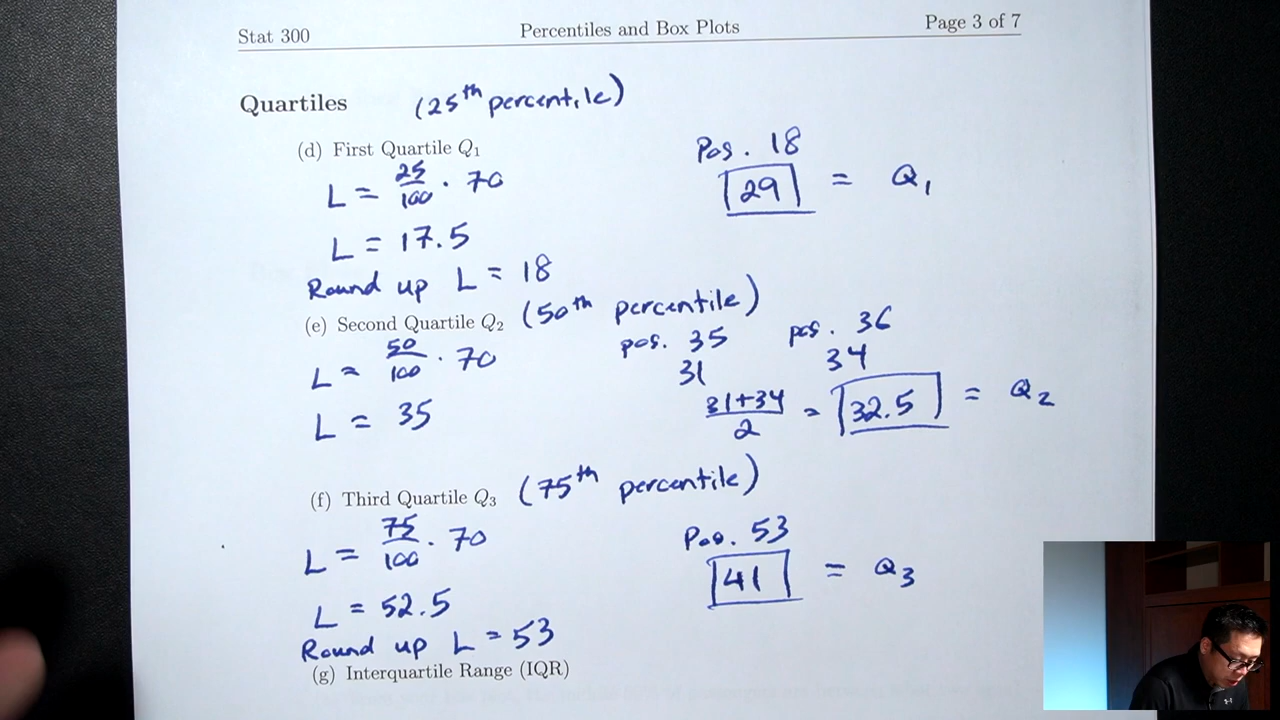 Stat 300 Percentiles and Box Plots Page 3 of 7
Quartiles (25th percentile)
(d) First Quartile Q1
L = 25/100 · 70
L = 17.5
Round up L = 18
Pos. 18
29 = Q1
(e) Second Quartile Q2 (50th percentile)
L = 50/100 · 70
L = 35
pos. 35 pos. 36
31 34
31+34/2 = 32.5 = Q2
(f) Third Quartile Q3 (75th percentile)
L = 75/100 · 70
L = 52.5
Round up L = 53
Pos. 53
41 = Q3
(g) Interquartile Range (IQR)